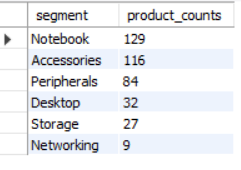 segment product_counts
Notebook 129
Accessories 116
Peripherals 84
Desktop 32
Storage 27
Networking 9